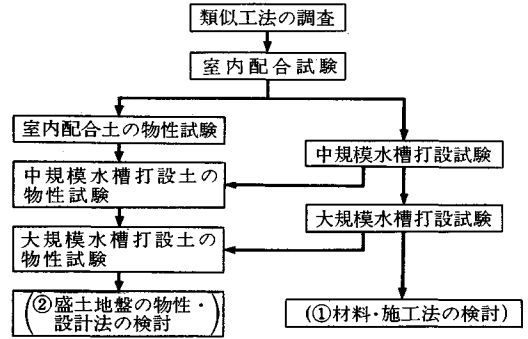 類似工法の調査
室内配合試験
室内配合土の物性試験
中規模水槽打設試験
中規模水槽打設土の
物性試験
大規模水槽打設試験
大規模水槽打設土の
物性試験
(②盛土地盤の物性・
設計法の検討)
(①材料・施工法の検討)